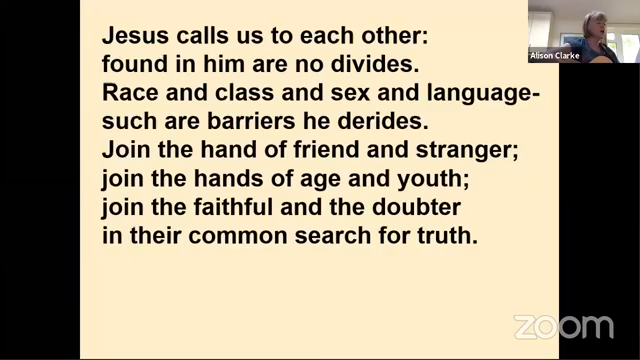 Jesus calls us to each other:
found in him are no divides.
Race and class and sex and language-
such are barriers he derides.
Join the hand of friend and stranger;
join the hands of age and youth;
join the faithful and the doubter
in their common search for truth.
Alison Clarke
zoom